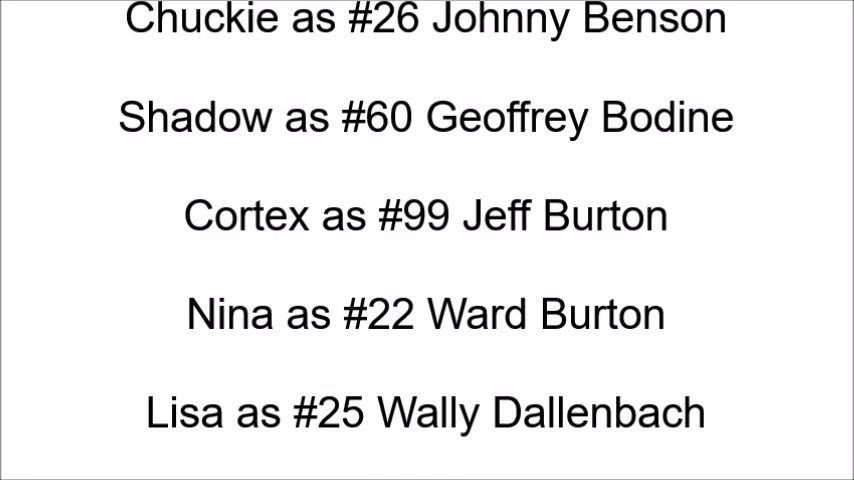 Chuckie as #26 Johnny Benson
Shadow as #60 Geoffrey Bodine
Cortex as #99 Jeff Burton
Nina as #22 Ward Burton
Lisa as #25 Wally Dallenbach